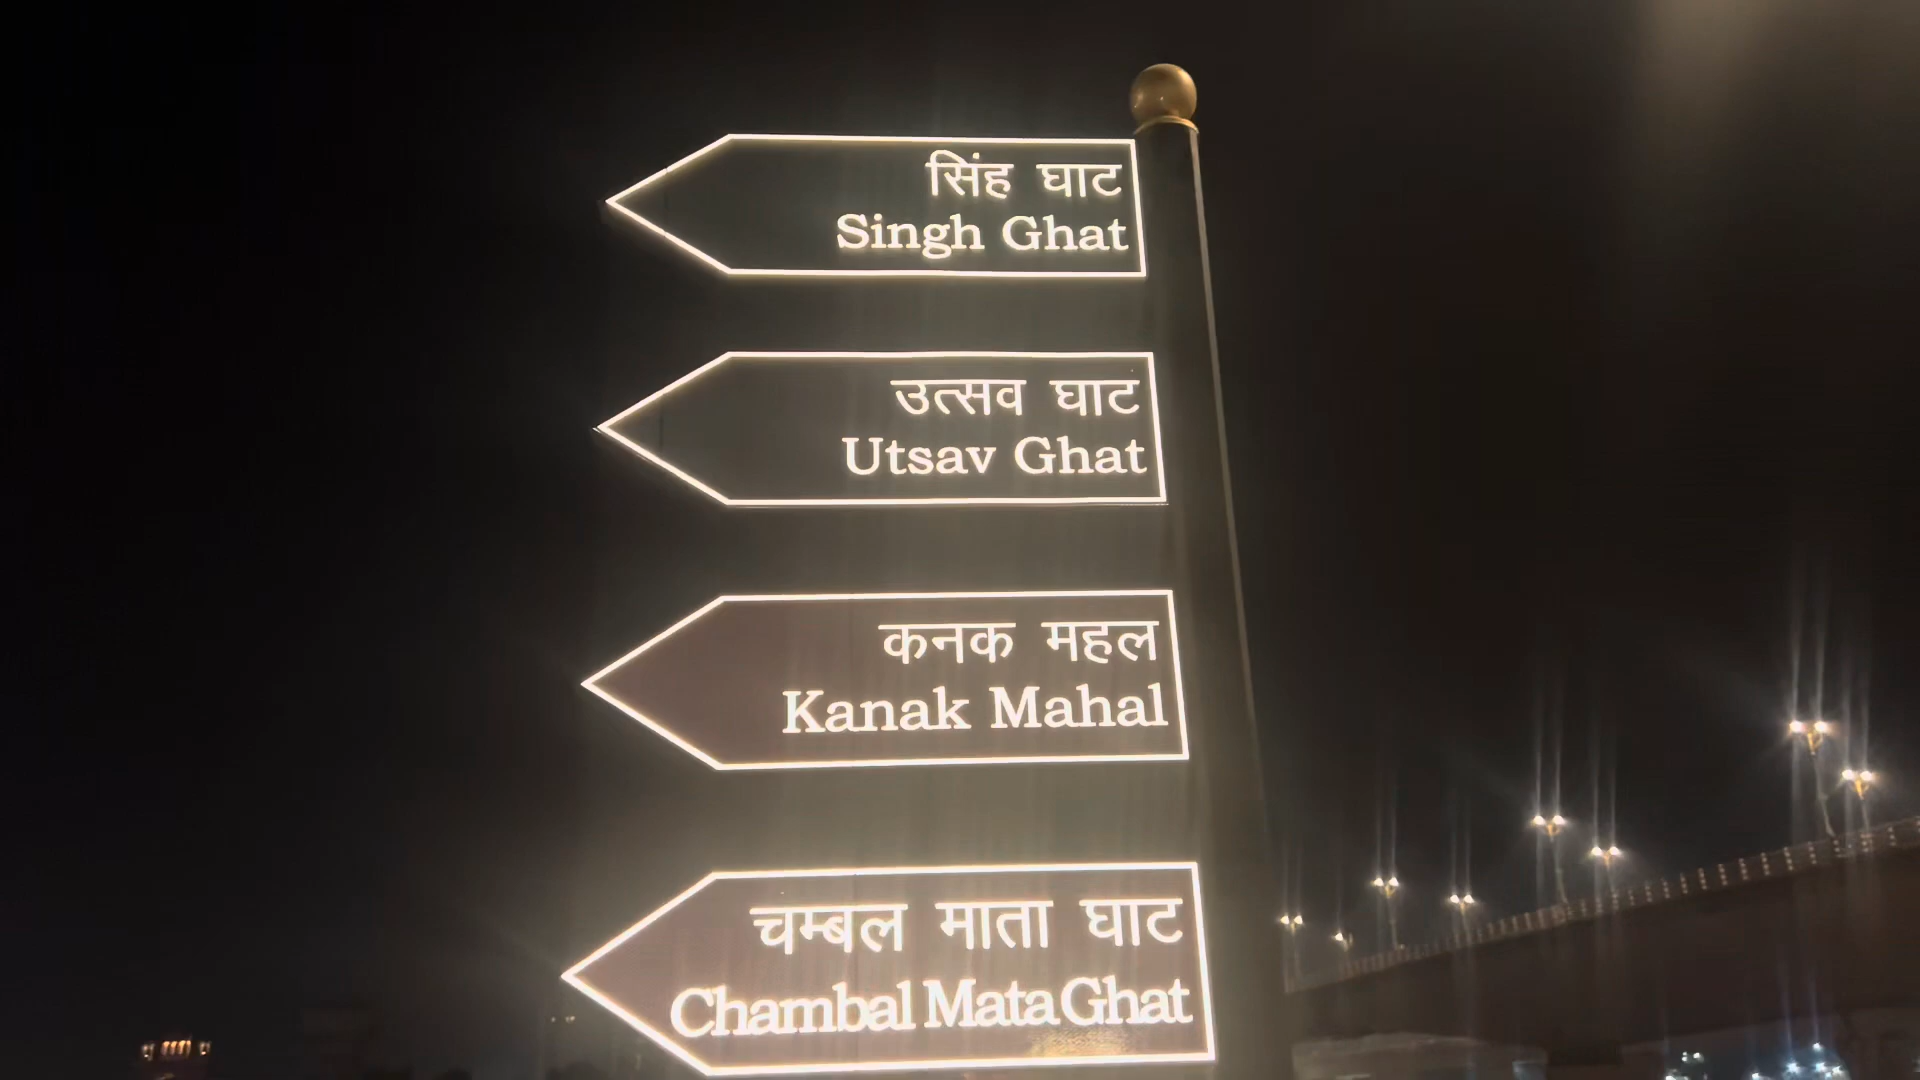 सिंह घाट
Singh Ghat
उत्सव घाट
Utsav Ghat
कनक महल
Kanak Mahal
चम्बल माता घाट
Chambal Mata Ghat